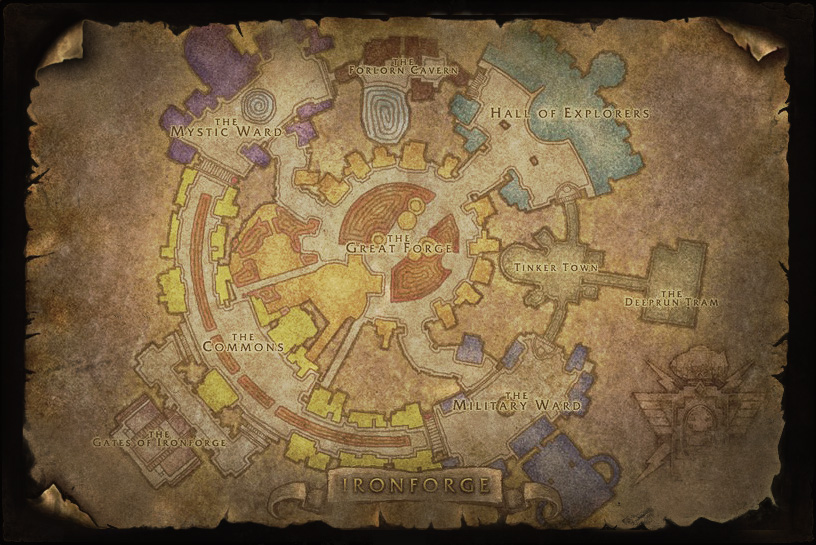 THE
FORLORN CAVERN
THE
MYSTIC WARD
HALL OF EXPLORERS
THE
GREAT FORGE
TINKER TOWN
THE
DEEPRUN TRAM
THE
COMMONS
THE
MILITARY WARD
THE
GATES OF IRONFORGE
IRONFORGE